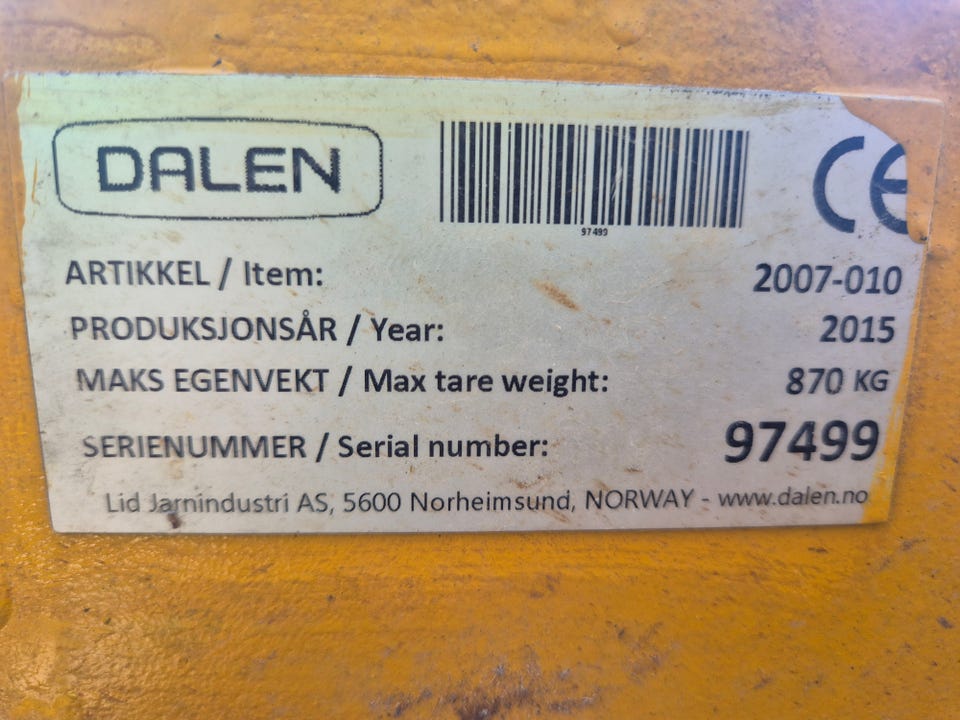 DALEN
97499
CE
ARTIKKEL / Item: 2007-010
PRODUKSJONSÅR / Year: 2015
MAKS EGENVEKT / Max tare weight: 870 KG
SERIENUMMER / Serial number: 97499
Lid Jarnindustri AS, 5600 Norheimsund, NORWAY - www.dalen.no